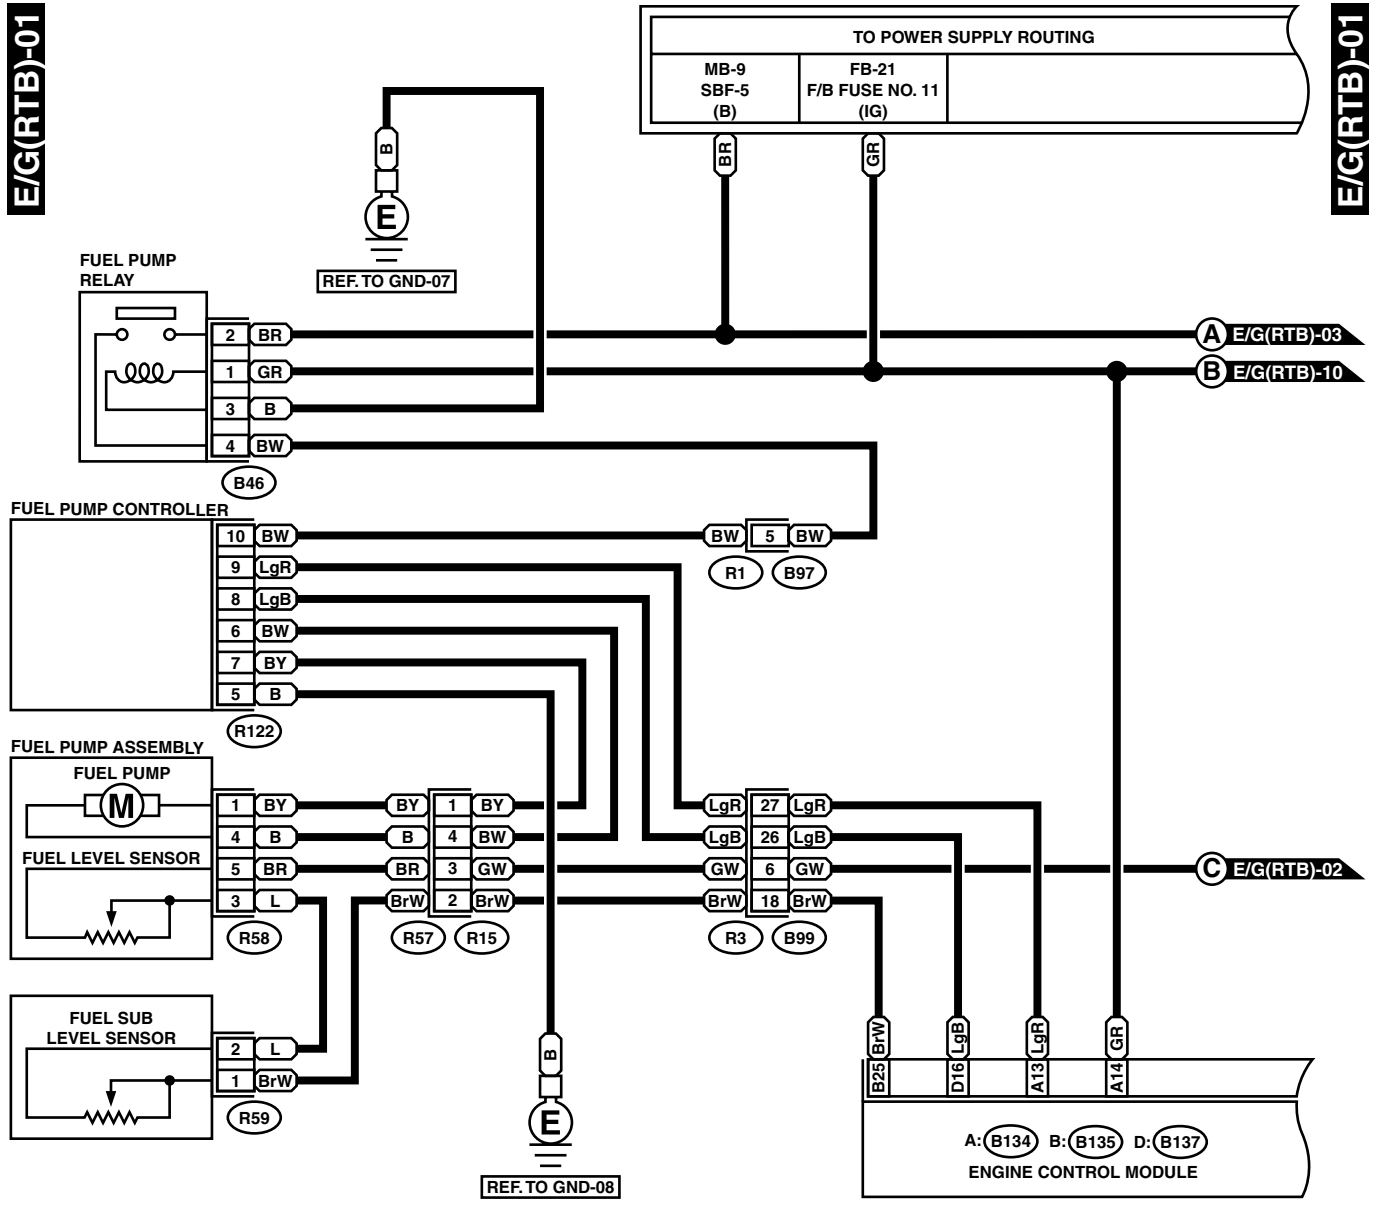 E/G(RTB)-01
E/G(RTB)-01
TO POWER SUPPLY ROUTING
MB-9
SBF-5
(B)
FB-21
F/B FUSE NO. 11
(IG)
B
BR
GR
E
REF. TO GND-07
FUEL PUMP
RELAY
2 BR
A E/G(RTB)-03
1 GR
B E/G(RTB)-10
3 B
4 BW
B46
FUEL PUMP CONTROLLER
10 BW
BW 5 BW
R1 B97
9 LgR
8 LgB
6 BW
7 BY
5 B
R122
FUEL PUMP ASSEMBLY
FUEL PUMP
M
1 BY BY 1 BY LgR 27 LgR
4 B B 4 BW LgB 26 LgB
FUEL LEVEL SENSOR
5 BR BR 3 GW GW 6 GW
C E/G(RTB)-02
3 L BrW 2 BrW BrW 18 BrW
R58 R57 R15 R3 B99
FUEL SUB
LEVEL SENSOR
2 L
1 BrW
R59
B
E
REF. TO GND-08
BrW LgB LgR GR
B25 D16 A13 A14
A: B134 B: B135 D: B137
ENGINE CONTROL MODULE